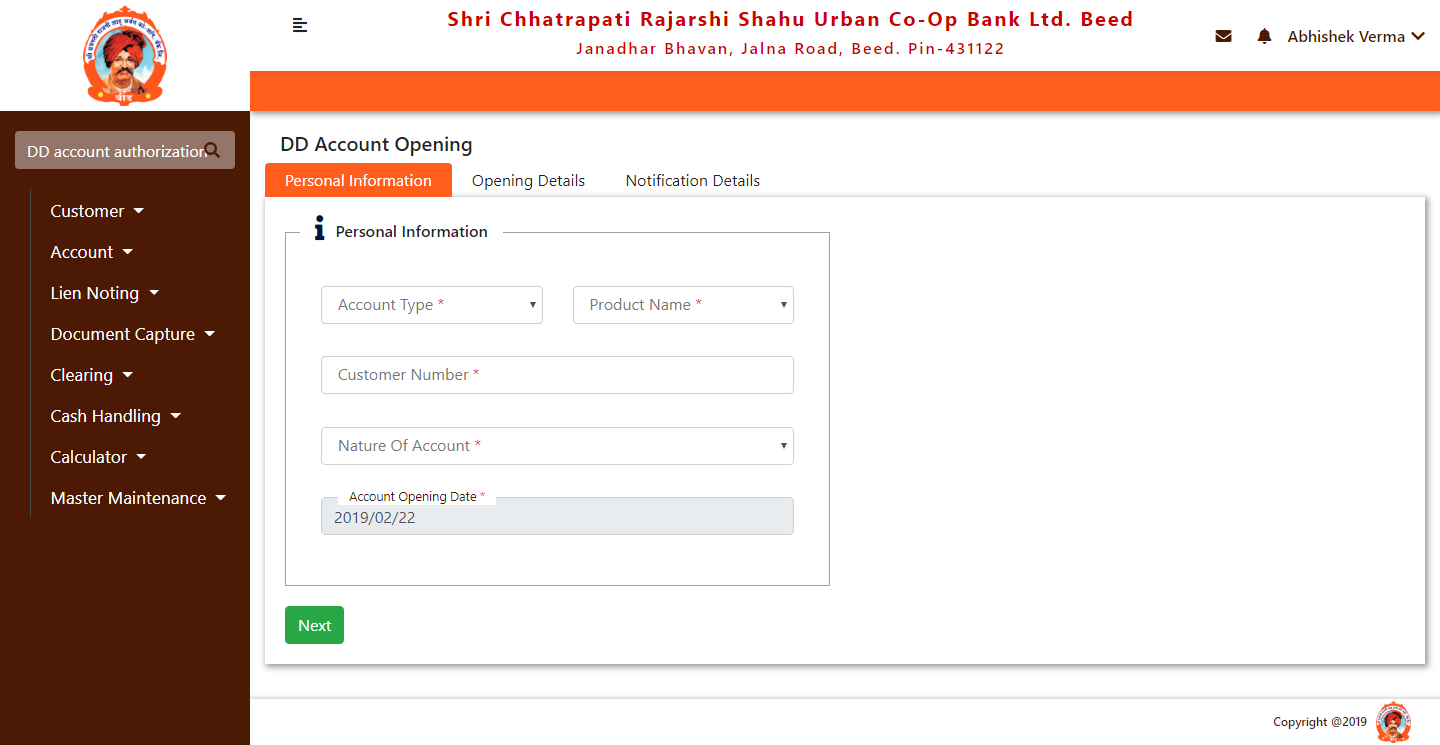 Shri Chhatrapati Rajarshi Shahu Urban Co-Op Bank Ltd. Beed
Janadhar Bhavan, Jalna Road, Beed. Pin-431122
Abhishek Verma
बीड
DD account authorization
Customer
Account
Lien Noting
Document Capture
Clearing
Cash Handling
Calculator
Master Maintenance
DD Account Opening
Personal Information
Opening Details
Notification Details
Personal Information
Account Type *
Product Name *
Customer Number *
Nature Of Account *
Account Opening Date *
2019/02/22
Next
Copyright @2019